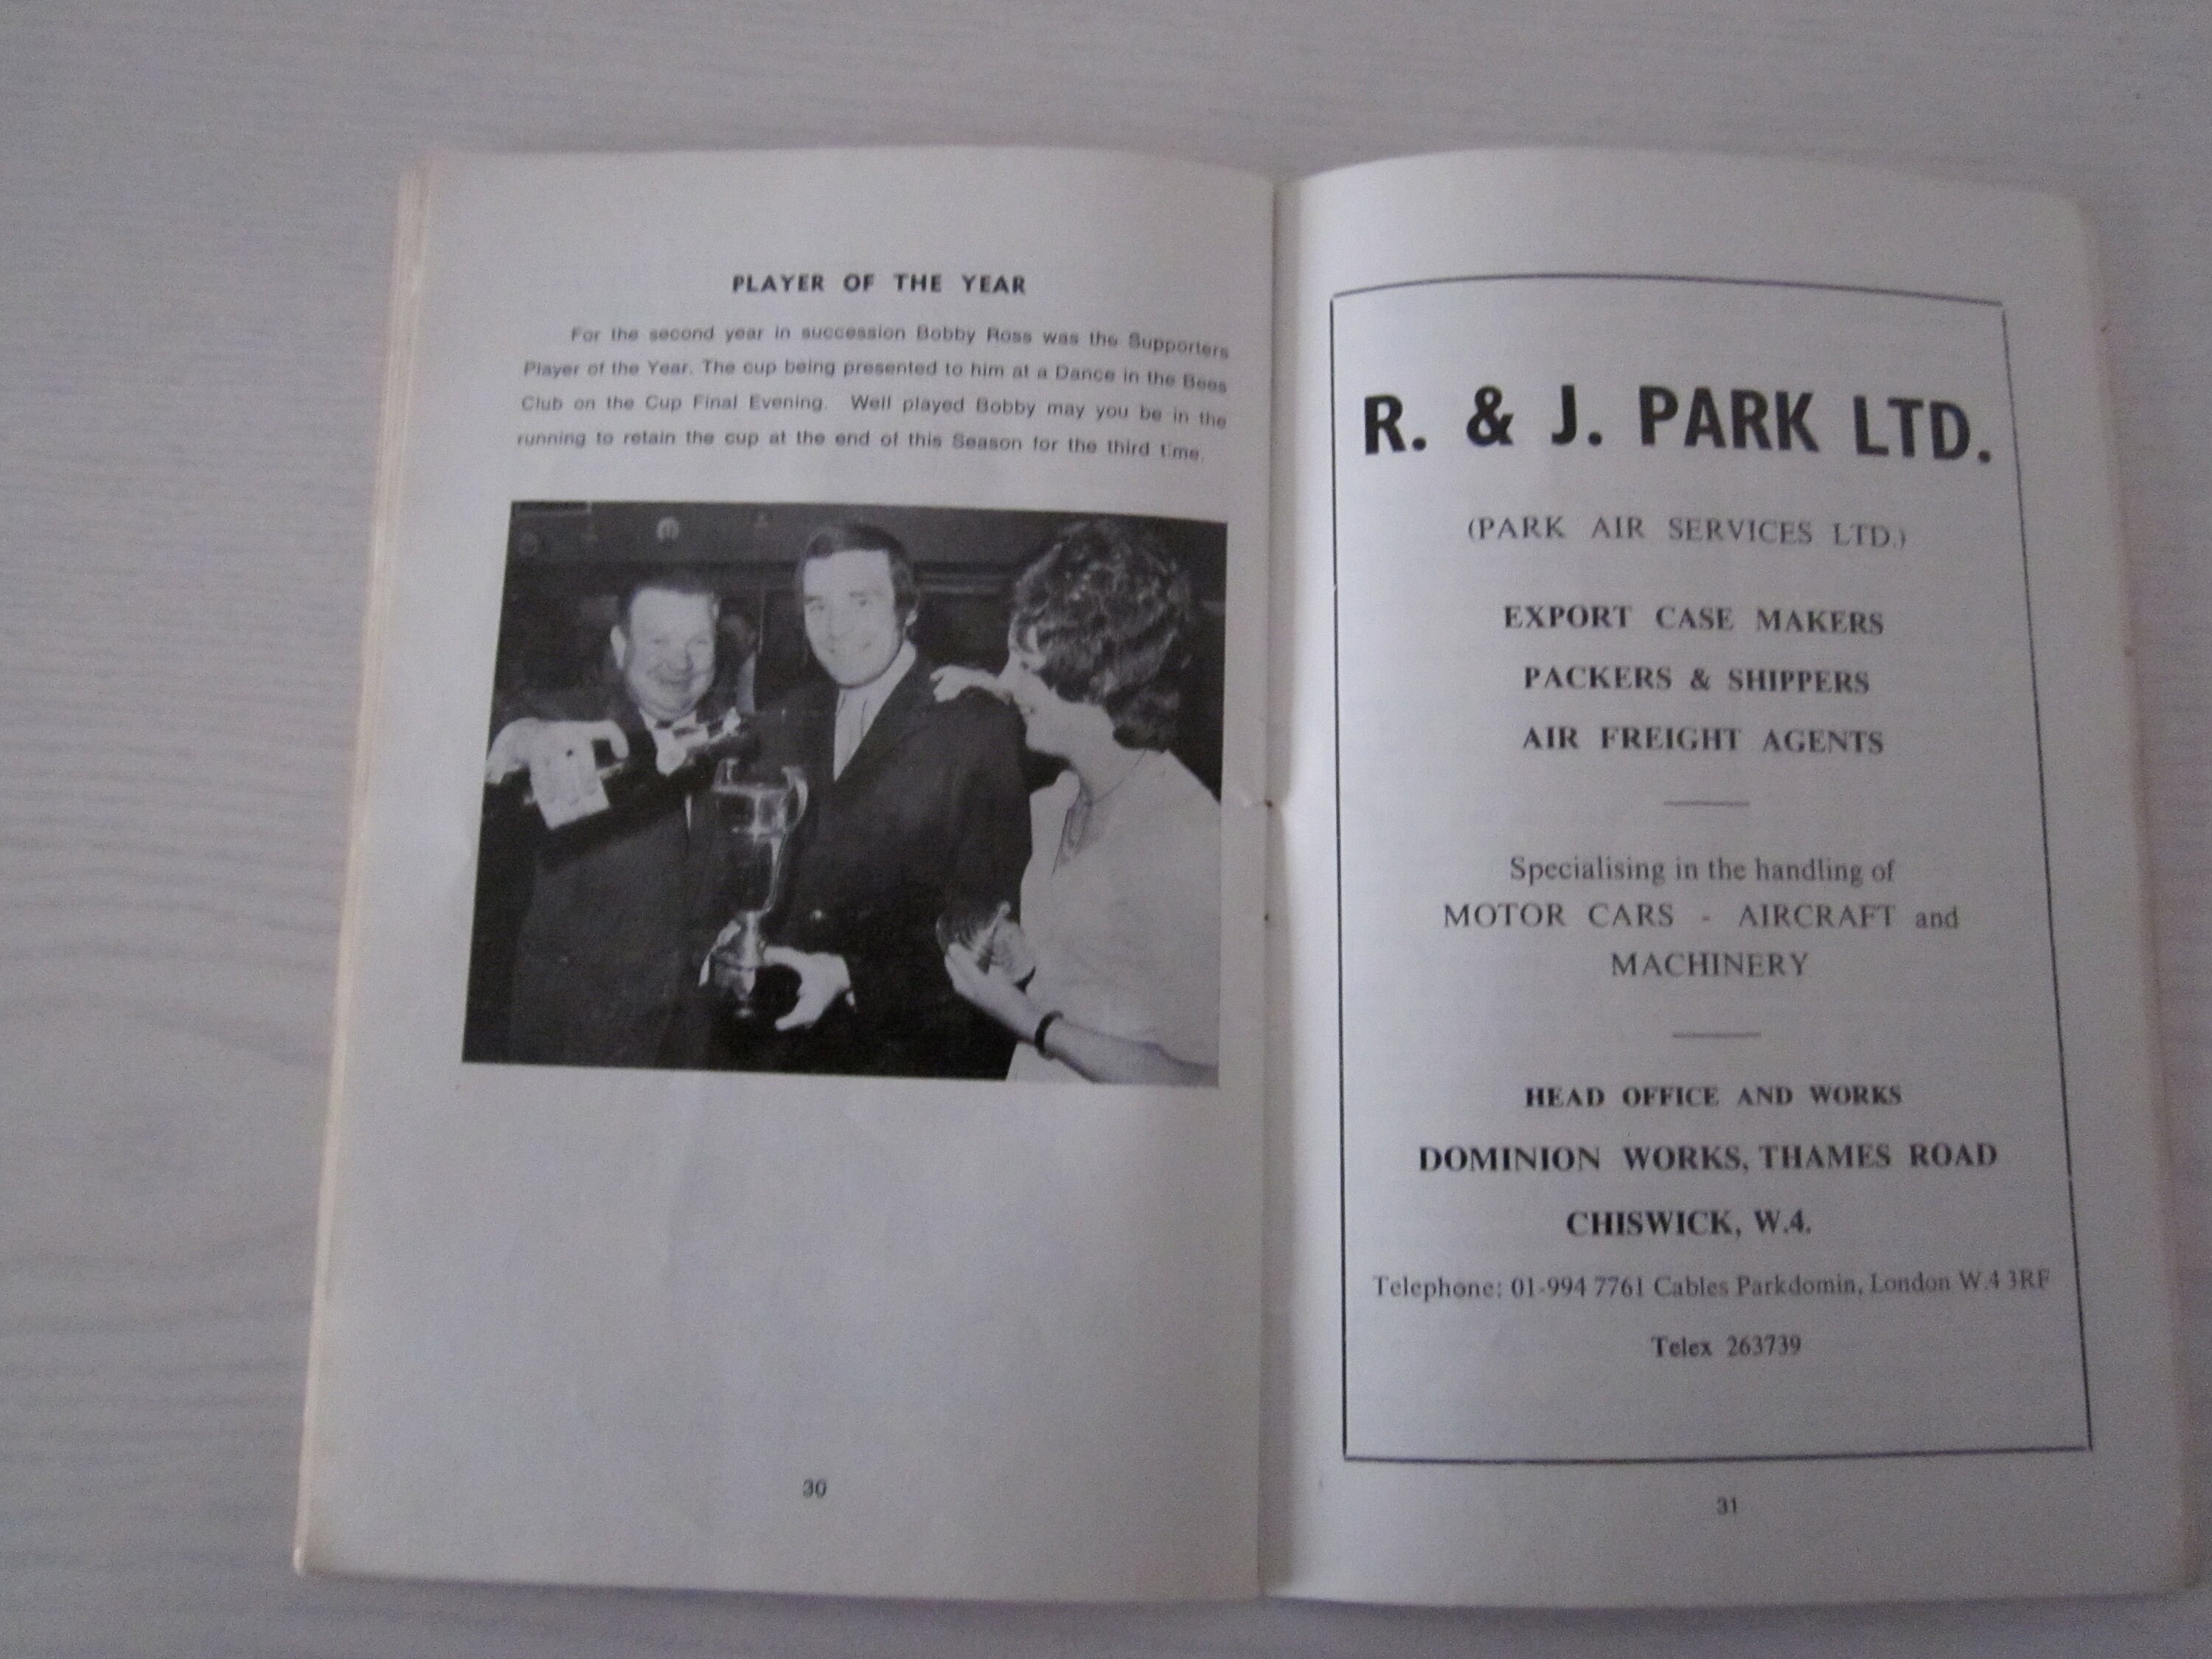 PLAYER OF THE YEAR
For the second year in succession Bobby Ross was the Supporters
Player of the Year. The cup being presented to him at a Dance in the Bees
Club on the Cup Final Evening. Well played Bobby may you be in the
running to retain the cup at the end of this Season for the third time.
30
R. & J. PARK LTD.
(PARK AIR SERVICES LTD.)
EXPORT CASE MAKERS
PACKERS & SHIPPERS
AIR FREIGHT AGENTS
Specialising in the handling of
MOTOR CARS - AIRCRAFT and
MACHINERY
HEAD OFFICE AND WORKS
DOMINION WORKS, THAMES ROAD
CHISWICK, W.4.
Telephone: 01-994 7761 Cables Parkdomin, London W.4 3RF
Telex 263739
31